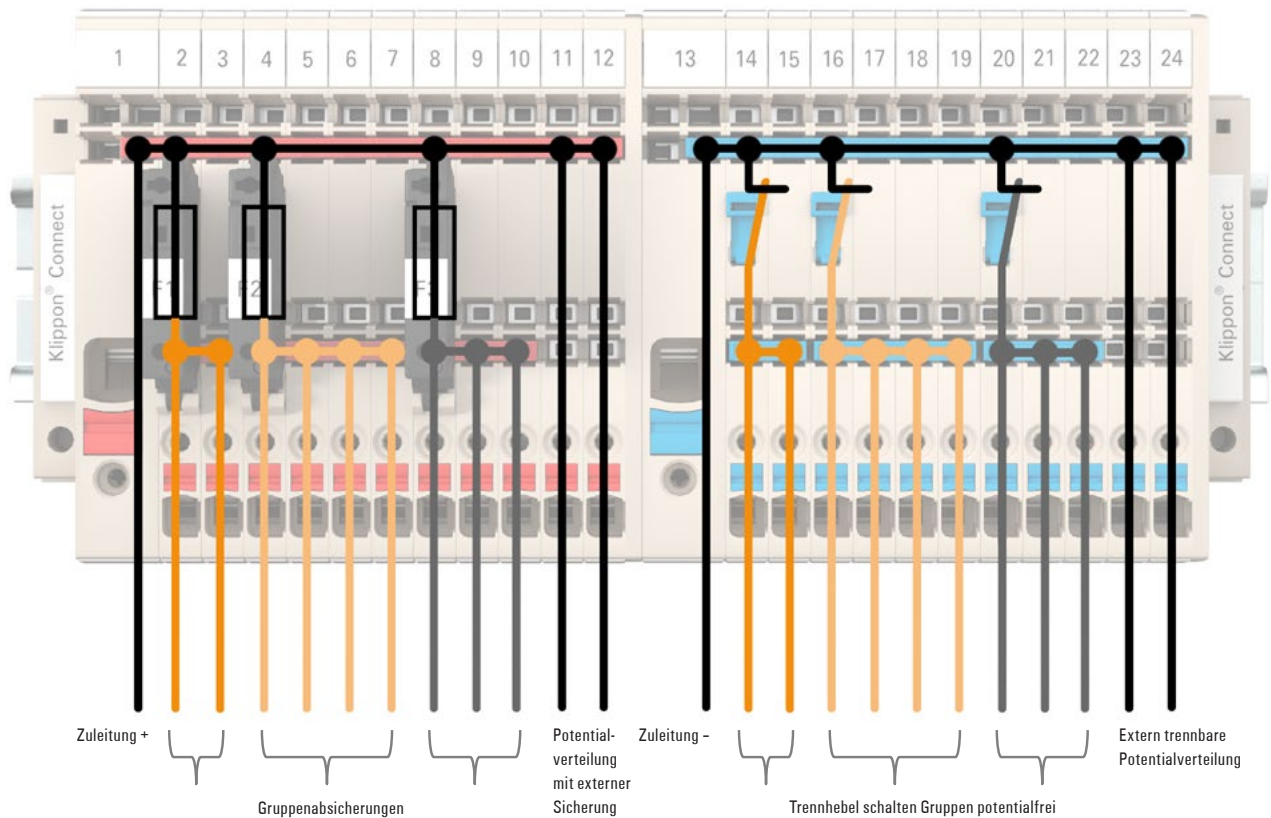 1 2 3 4 5 6 7 8 9 10 11 12 13 14 15 16 17 18 19 20 21 22 23 24
Klippon® Connect
F1 F2 F3
Klippon® Connect
Zuleitung +
Gruppenabsicherungen
Potential-
verteilung
mit externer
Sicherung
Zuleitung –
Trennhebel schalten Gruppen potentialfrei
Extern trennbare
Potentialverteilung